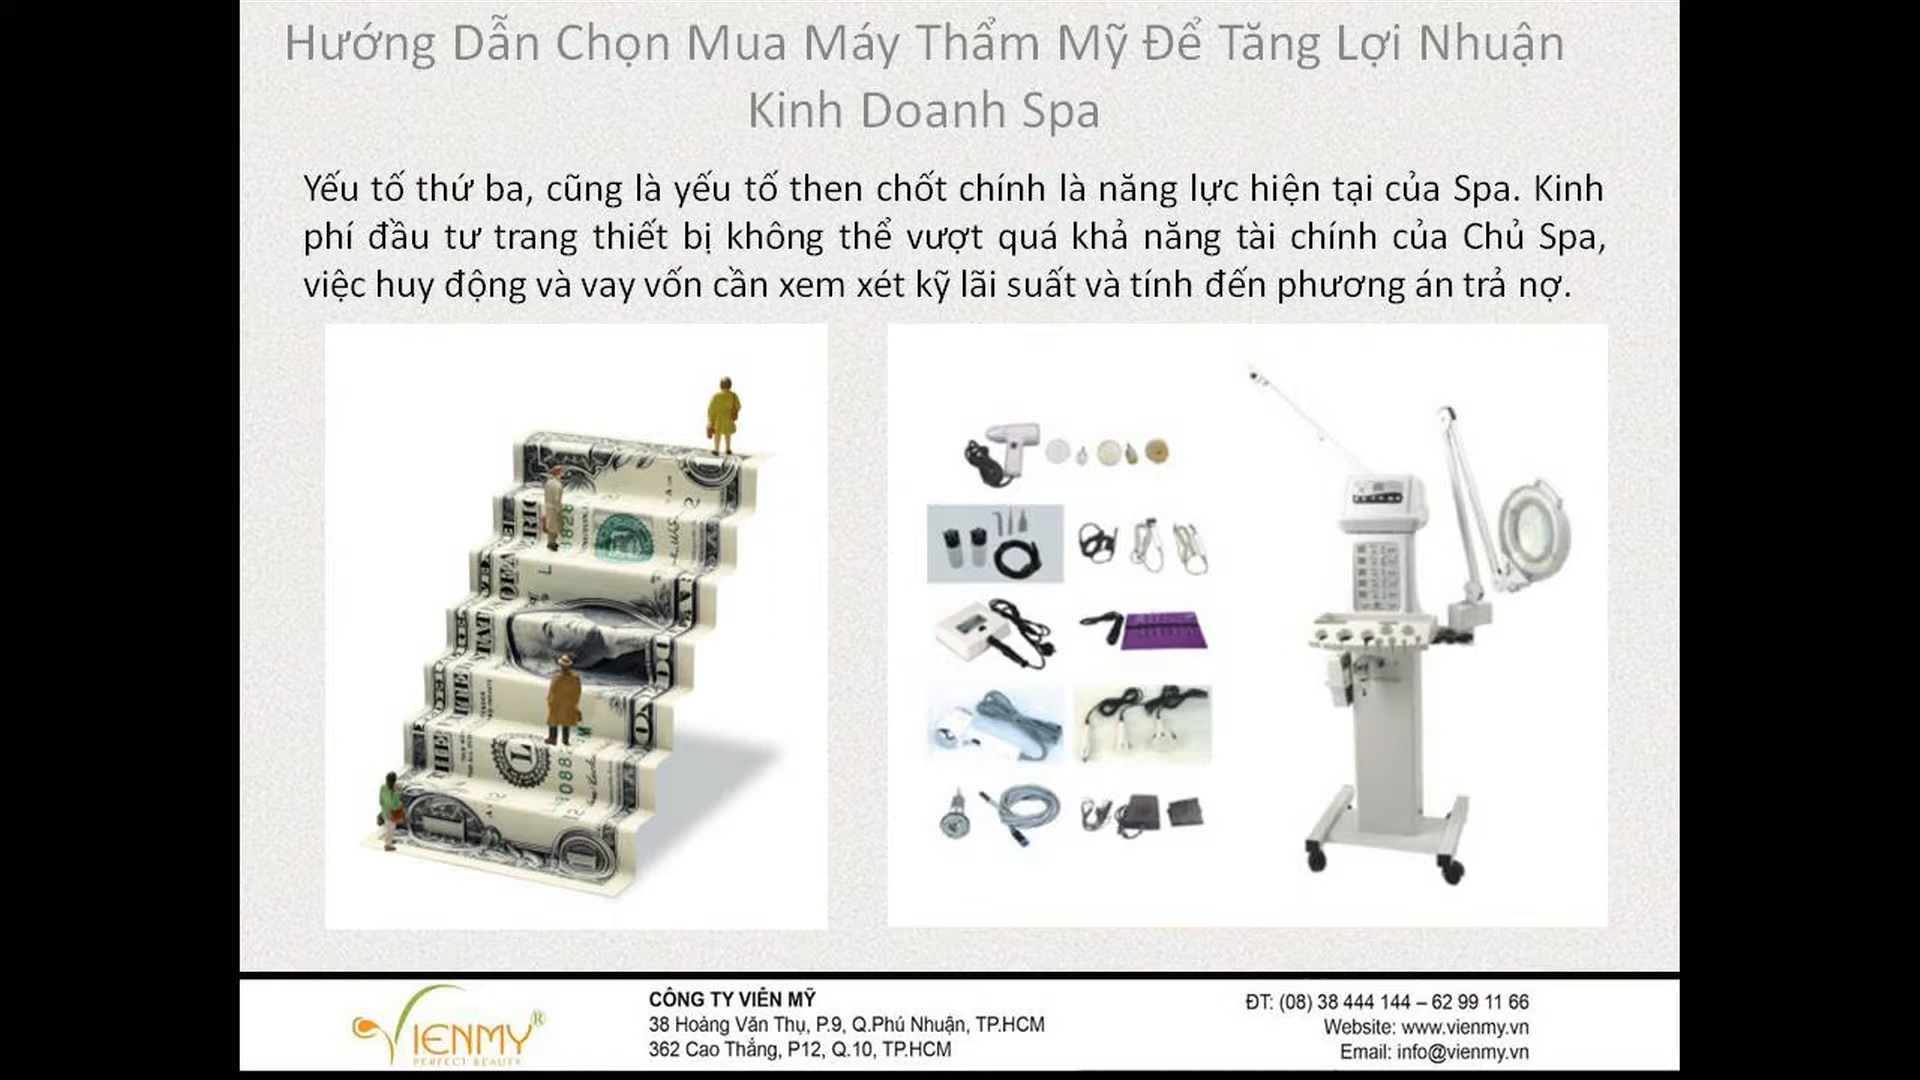 Hướng Dẫn Chọn Mua Máy Thẩm Mỹ Để Tăng Lợi Nhuận
Kinh Doanh Spa
Yếu tố thứ ba, cũng là yếu tố then chốt chính là năng lực hiện tại của Spa. Kinh
phí đầu tư trang thiết bị không thể vượt quá khả năng tài chính của Chủ Spa,
việc huy động và vay vốn cần xem xét kỹ lãi suất và tính đến phương án trả nợ.
VIENMY®
PERFECT BEAUTY
CÔNG TY VIÊN MỸ
38 Hoàng Văn Thụ, P.9, Q.Phú Nhuận, TP.HCM
362 Cao Thắng, P12, Q.10, TP.HCM
ĐT: (08) 38 444 144 – 62 99 11 66
Website: www.vienmy.vn
Email: info@vienmy.vn